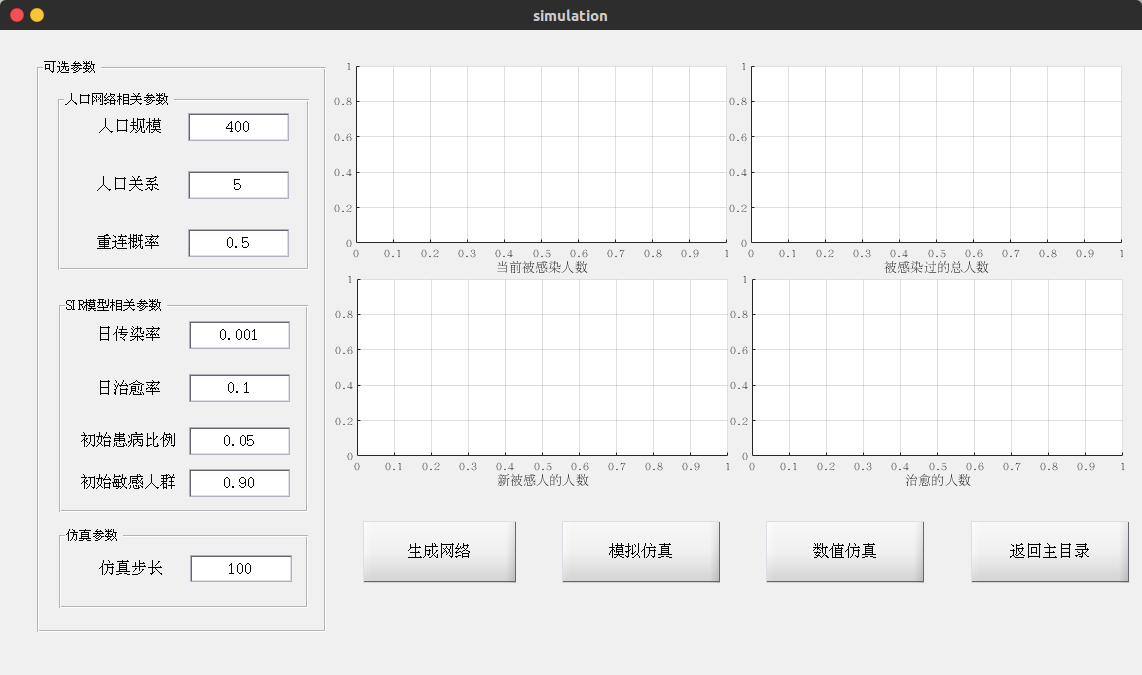 simulation
可选参数
人口网络相关参数
人口规模 400
人口关系 5
重连概率 0.5
SIR模型相关参数
日传染率 0.001
日治愈率 0.1
初始患病比例 0.05
初始敏感人群 0.90
仿真参数
仿真步长 100
1
0.8
0.6
0.4
0.2
0
0 0.1 0.2 0.3 0.4 0.5 0.6 0.7 0.8 0.9 1
当前被感染人数
1
0.8
0.6
0.4
0.2
0
0 0.1 0.2 0.3 0.4 0.5 0.6 0.7 0.8 0.9 1
被感染过的总人数
1
0.8
0.6
0.4
0.2
0
0 0.1 0.2 0.3 0.4 0.5 0.6 0.7 0.8 0.9 1
新被感人的人数
1
0.8
0.6
0.4
0.2
0
0 0.1 0.2 0.3 0.4 0.5 0.6 0.7 0.8 0.9 1
治愈的人数
生成网络 模拟仿真 数值仿真 返回主目录